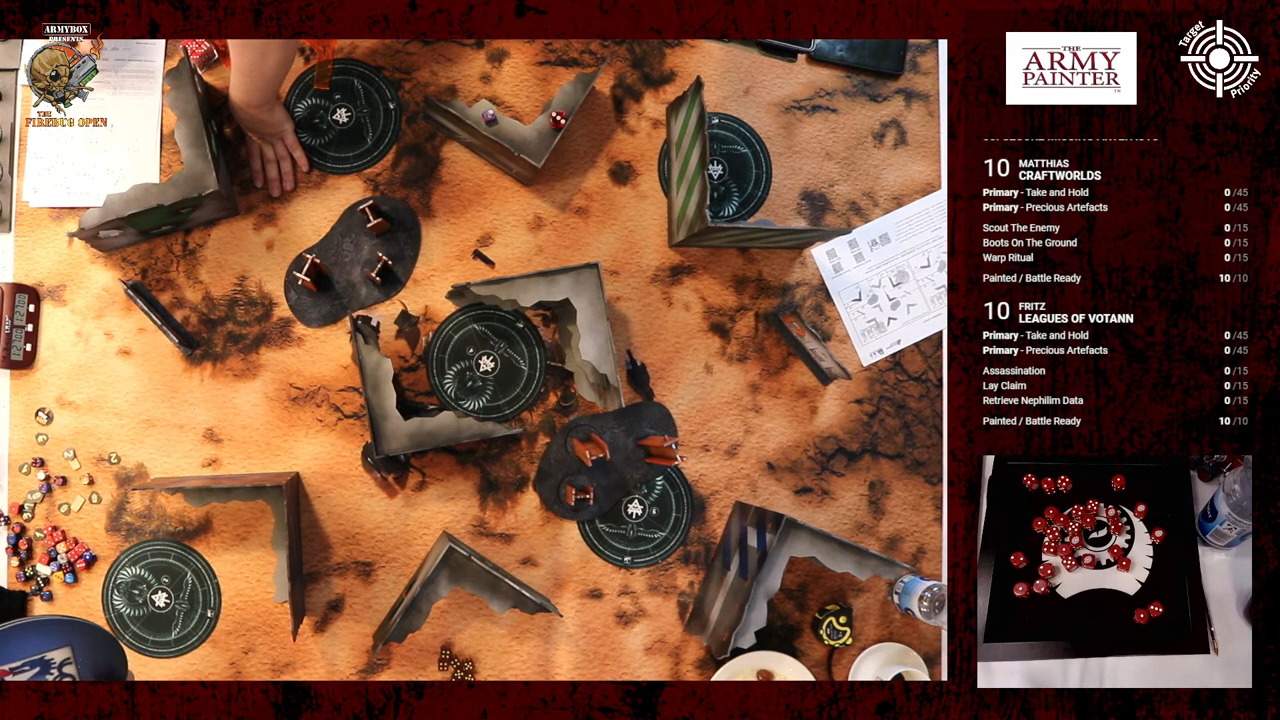 ARMYBOX
PRESENTS
THE
FIREBUG OPEN
THE
ARMY
PAINTER
Target
Priority
10 MATTHIAS
CRAFTWORLDS
Primary - Take and Hold 0 /45
Primary - Precious Artefacts 0 /45
Scout The Enemy 0 /15
Boots On The Ground 0 /15
Warp Ritual 0 /15
Painted / Battle Ready 10 /10
10 FRITZ
LEAGUES OF VOTANN
Primary - Take and Hold 0 /45
Primary - Precious Artefacts 0 /45
Assassination 0 /15
Lay Claim 0 /15
Retrieve Nephilim Data 0 /15
Painted / Battle Ready 10 /10